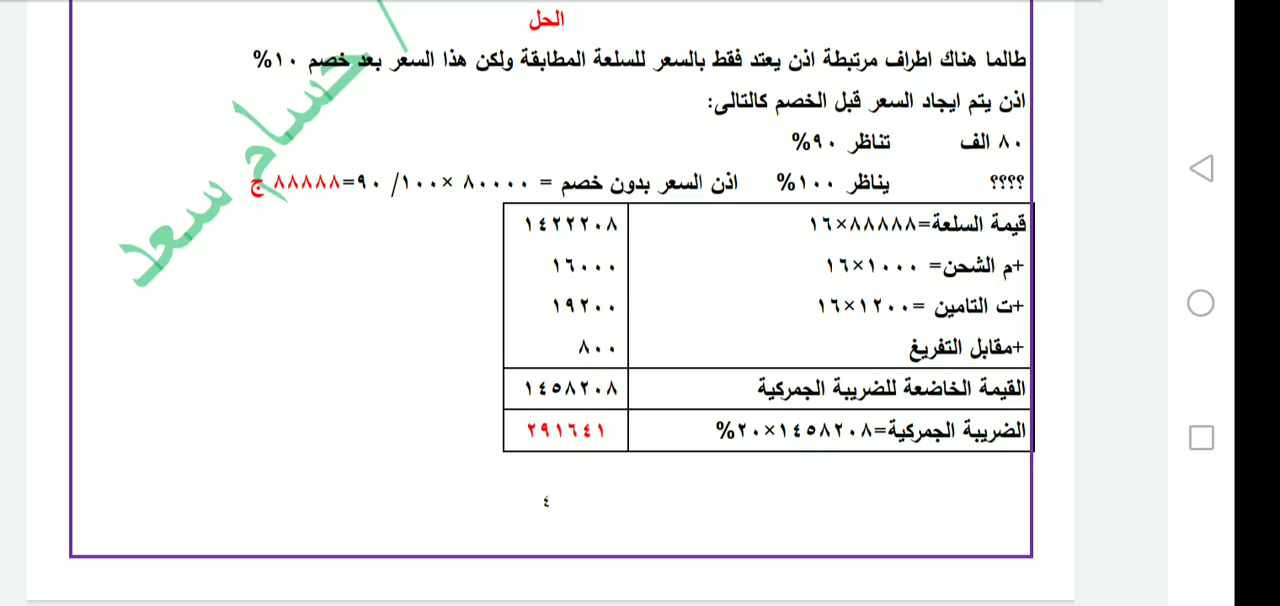 الحل
طالما هناك اطراف مرتبطة اذن يعتد فقط بالسعر للسلعة المطابقة ولكن هذا السعر بعد خصم ١٠%
اذن يتم ايجاد السعر قبل الخصم كالتالى:
٨٠ الف تناظر ٩٠%
؟؟؟؟ يناظر ١٠٠% اذن السعر بدون خصم = ٨٠٠٠٠ ×١٠٠/ ٩٠=٨٨٨٨٨ ج
قيمة السلعة=٨٨٨٨٨×١٦ ١٤٢٢٢٠٨
+م الشحن= ١٠٠٠×١٦ ١٦٠٠٠
+ت التامين =١٢٠٠×١٦ ١٩٢٠٠
+مقابل التفريغ ٨٠٠
القيمة الخاضعة للضريبة الجمركية ١٤٥٨٢٠٨
الضريبة الجمركية=١٤٥٨٢٠٨×٢٠% ٢٩١٦٤١
٤
/ حسام سعد